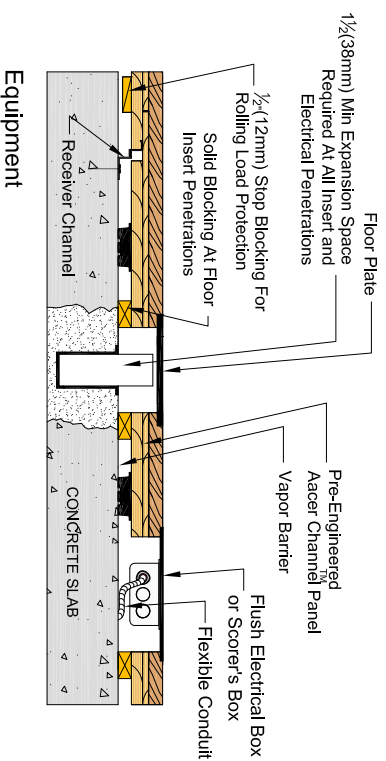 Floor Plate
1½(38mm) Min Expansion Space
Required At All Insert and
Electrical Penetrations
½"(12mm) Stop Blocking For
Rolling Load Protection
Solid Blocking At Floor
Insert Penetrations
Receiver Channel
Pre-Engineered
Aacer Channel™ Panel
Vapor Barrier
Flush Electrical Box
or Scorer's Box
Flexible Conduit
CONCRETE SLAB
Equipment